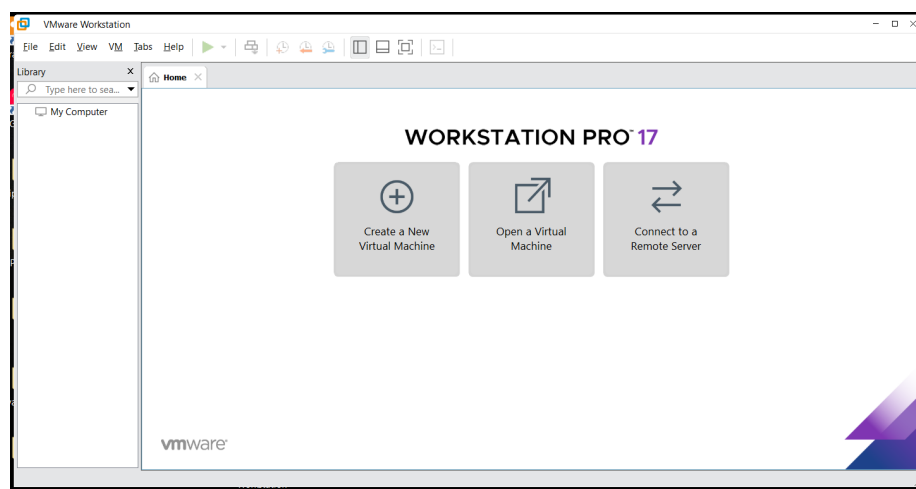 VMware Workstation
File Edit View VM Tabs Help
Library X
Type here to sea...
My Computer
Home
WORKSTATION PRO™ 17
Create a New
Virtual Machine
Open a Virtual
Machine
Connect to a
Remote Server
vmware